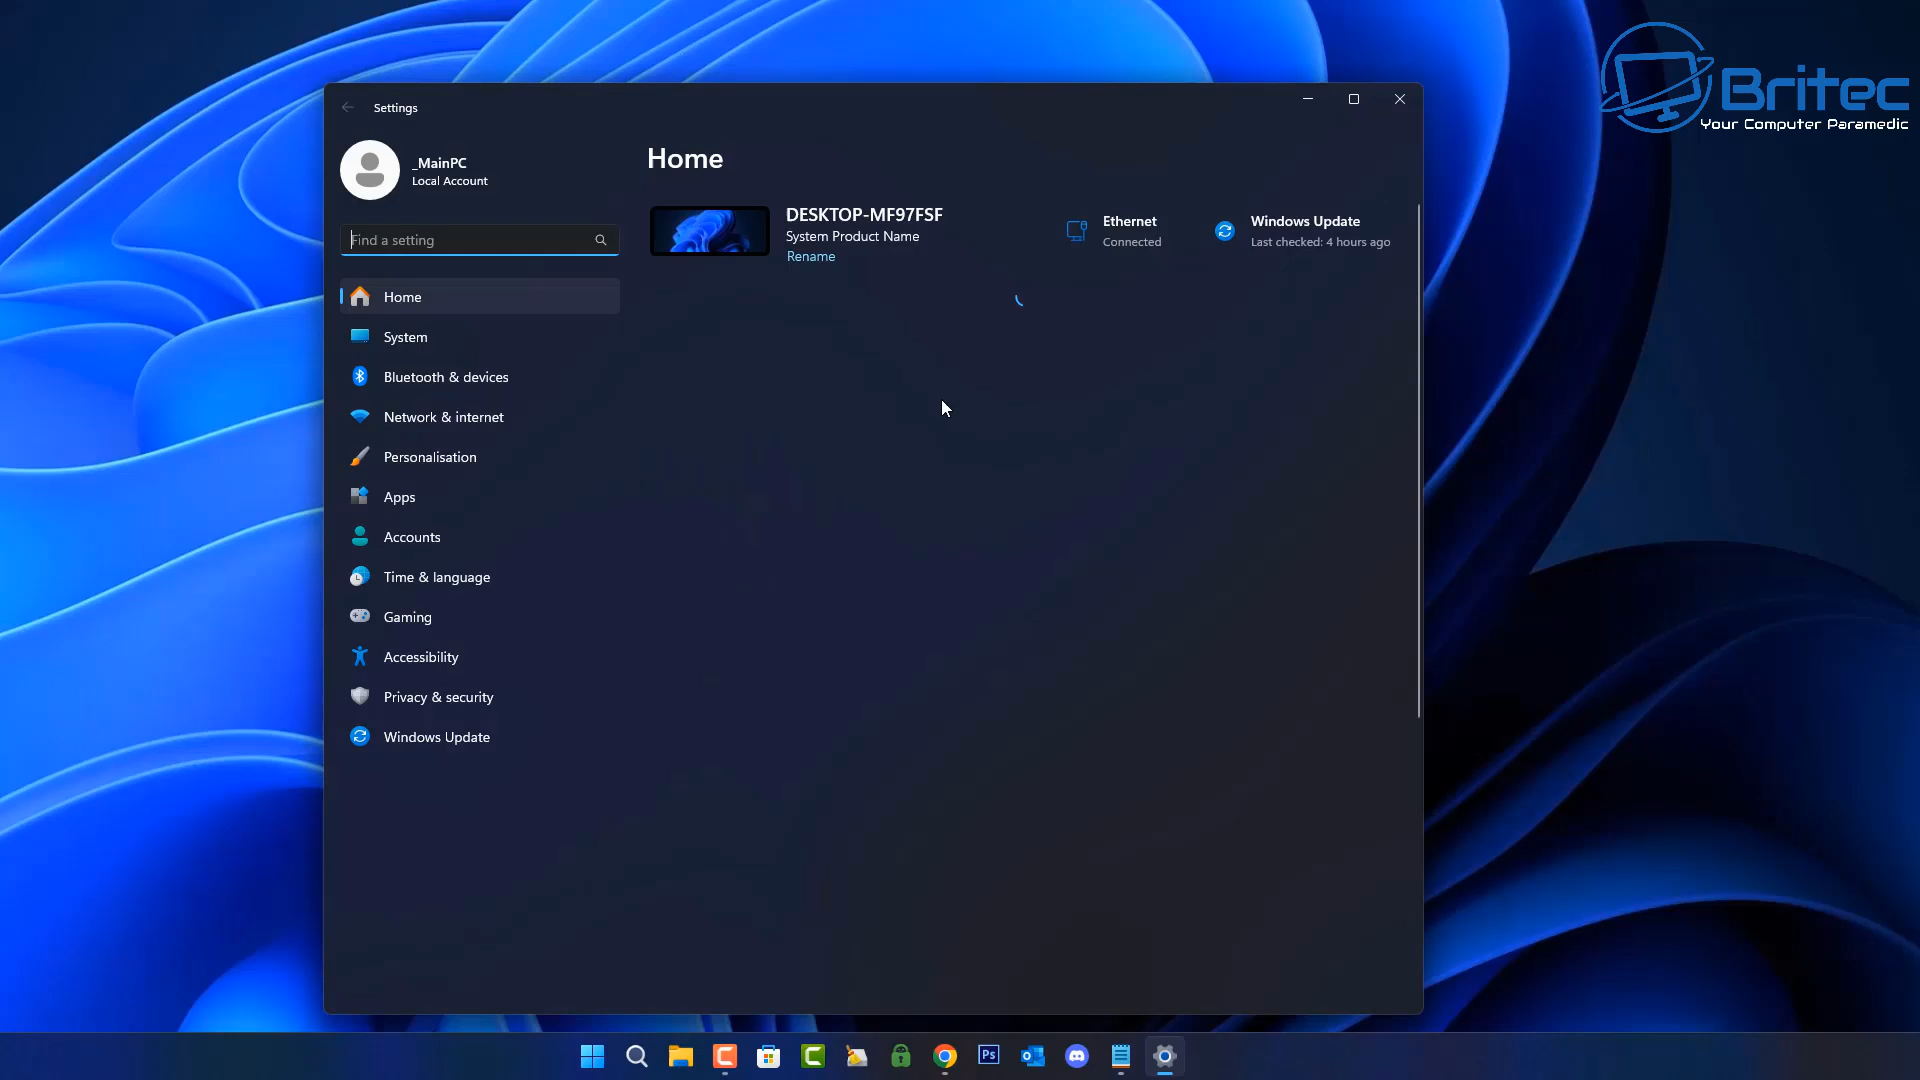 Britec
Your Computer Paramedic
Settings
_MainPC
Local Account
Find a setting
Home
System
Bluetooth & devices
Network & internet
Personalisation
Apps
Accounts
Time & language
Gaming
Accessibility
Privacy & security
Windows Update
Home
DESKTOP-MF97FSF
System Product Name
Rename
Ethernet
Connected
Windows Update
Last checked: 4 hours ago
Ps